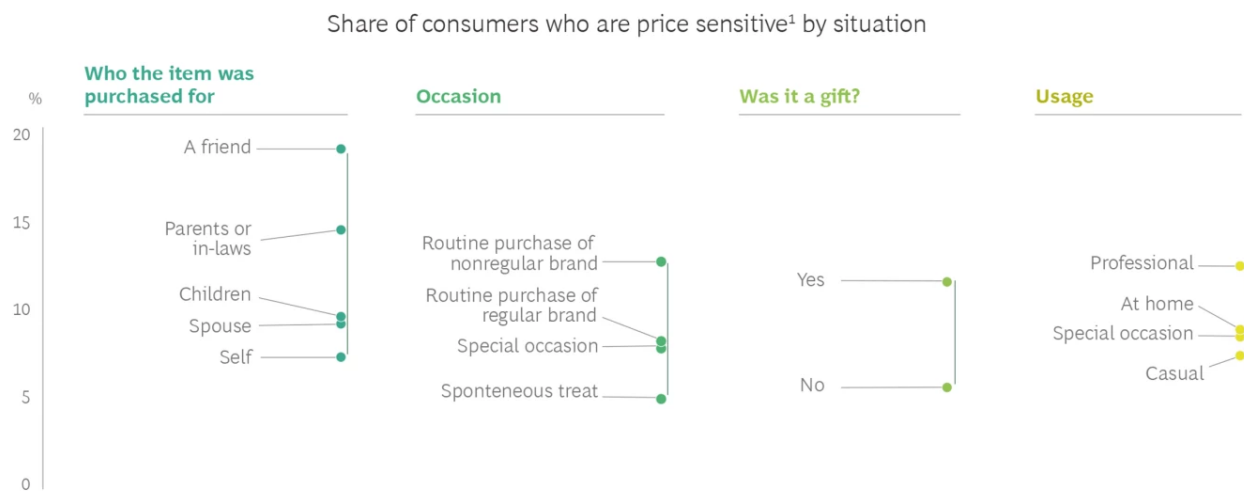 Share of consumers who are price sensitive¹ by situation
%
20
15
10
5
0
Who the item was
purchased for
A friend
Parents or
in-laws
Children
Spouse
Self
Occasion
Routine purchase of
nonregular brand
Routine purchase of
regular brand
Special occasion
Sponteneous treat
Was it a gift?
Yes
No
Usage
Professional
At home
Special occasion
Casual